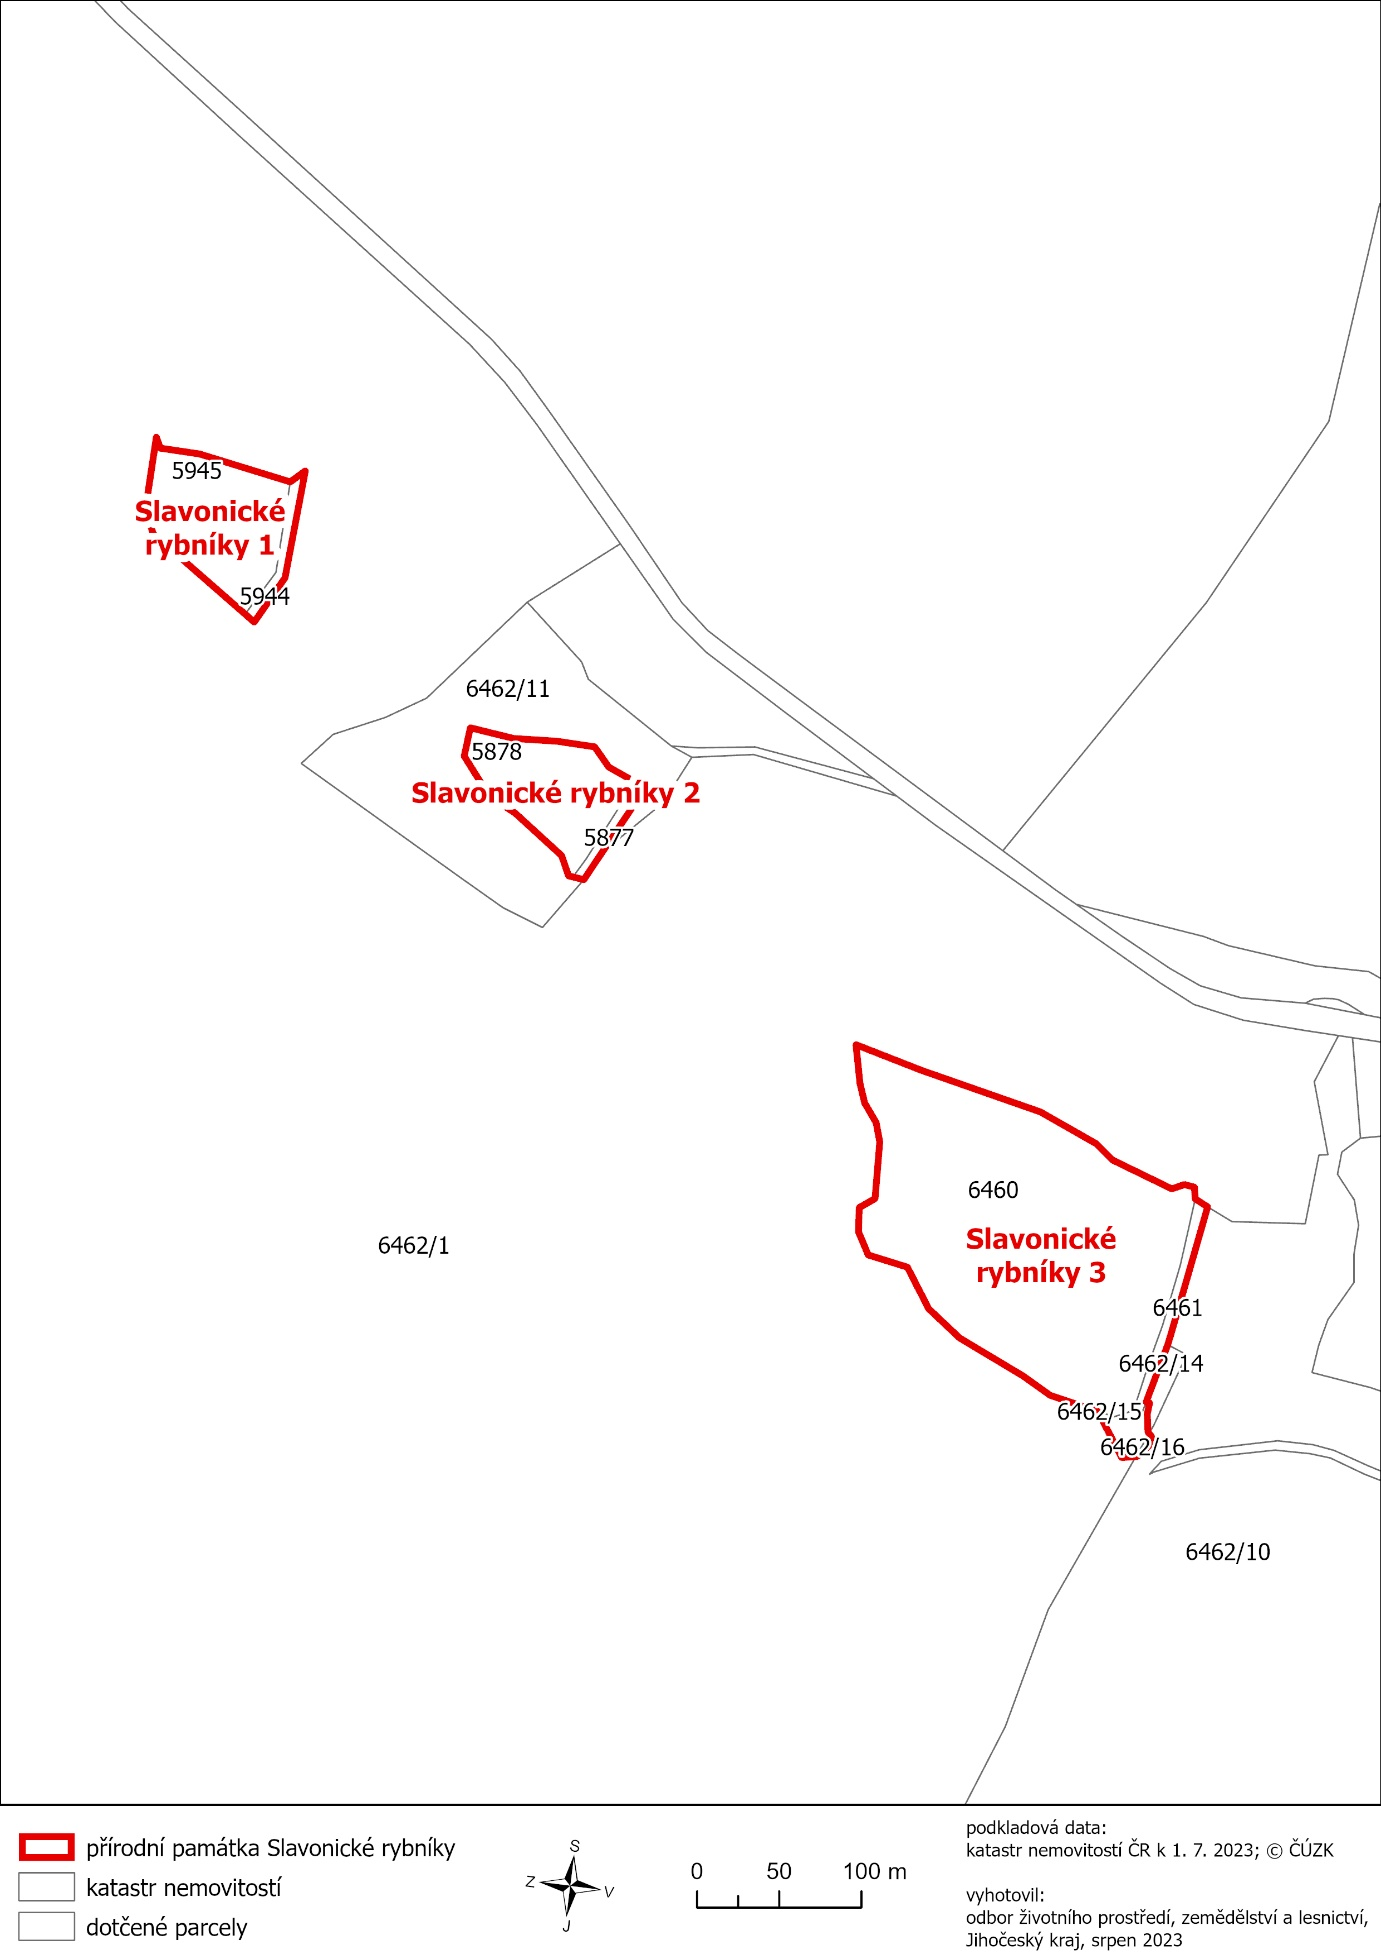 5945
Slavonické
rybníky 1
5944
6462/11
5878
Slavonické rybníky 2
5877
6460
Slavonické
rybníky 3
6462/1
6461
6462/14
6462/15
6462/16
6462/10
přírodní památka Slavonické rybníky
katastr nemovitostí
dotčené parcely
S
Z
V
J
0 50 100 m
podkladová data:
katastr nemovitostí ČR k 1. 7. 2023; © ČÚZK
vyhotovil:
odbor životního prostředí, zemědělství a lesnictví,
Jihočeský kraj, srpen 2023